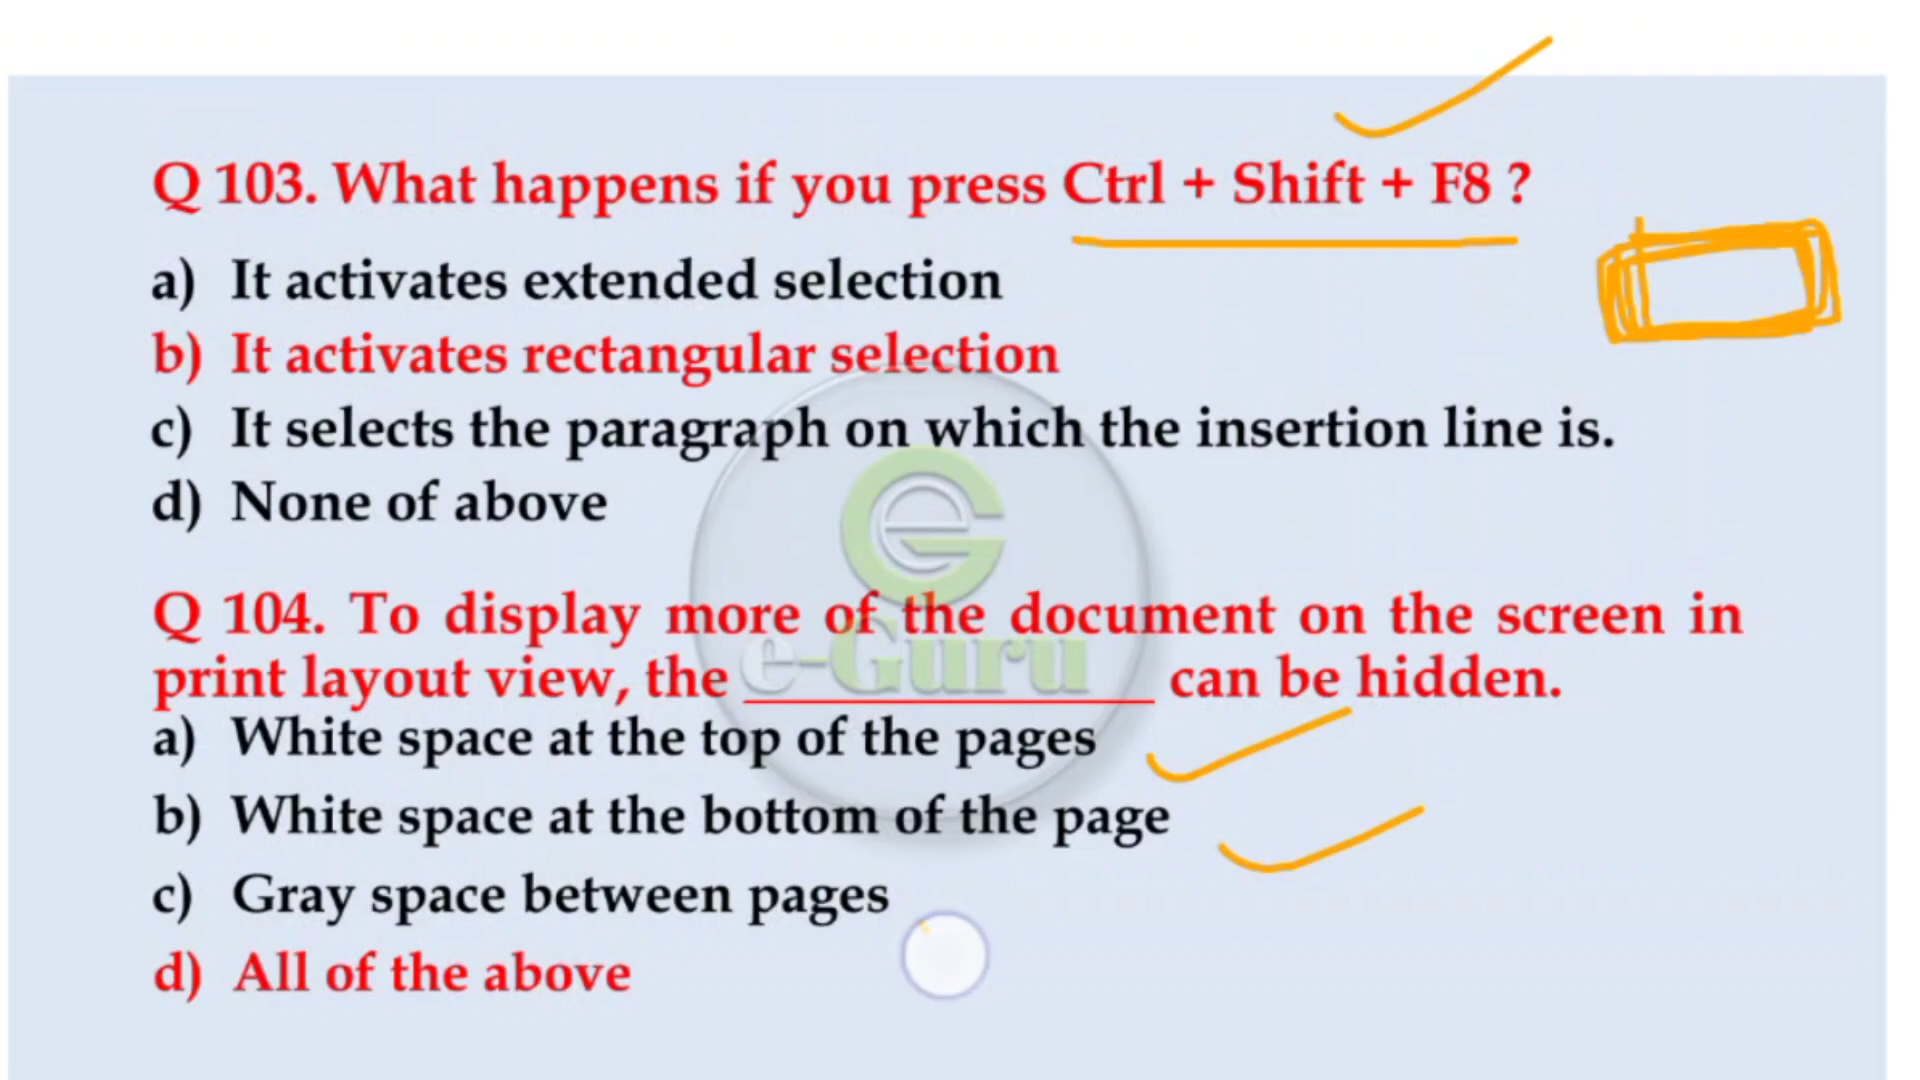 Q 103. What happens if you press Ctrl + Shift + F8 ?
a) It activates extended selection
b) It activates rectangular selection
c) It selects the paragraph on which the insertion line is.
d) None of above
Q 104. To display more of the document on the screen in
print layout view, the ______________ can be hidden.
e-Guru
a) White space at the top of the pages
b) White space at the bottom of the page
c) Gray space between pages
d) All of the above